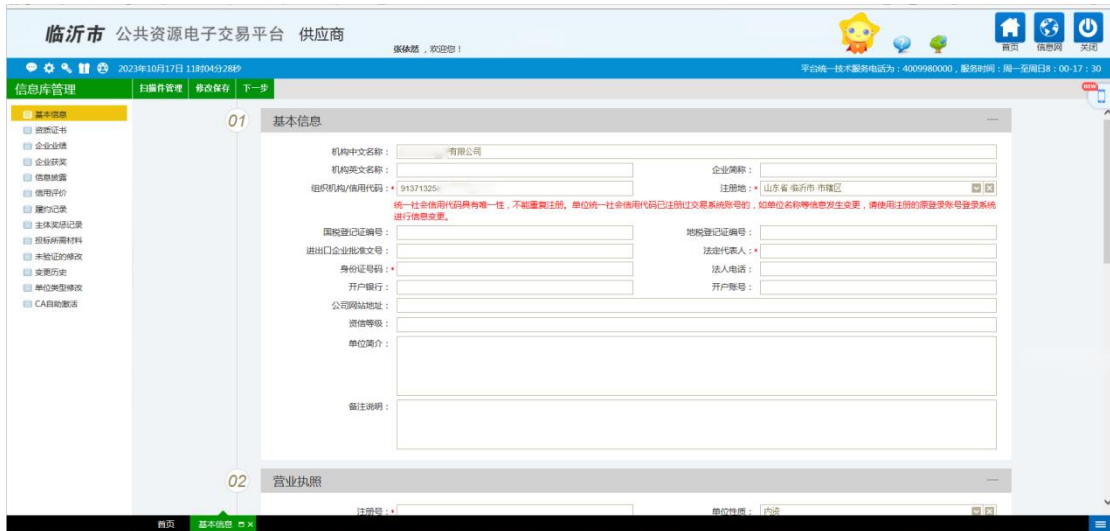 临沂市 公共资源电子交易平台 供应商
张依然，欢迎您！
首页 信息网 关闭
2023年10月17日 11时04分28秒
平台统一技术服务电话为：4009980000，服务时间：周一至周日8：00-17：30
信息库管理 扫描件管理 修改保存 下一步
NEW
基本信息
资质证书
企业业绩
企业获奖
信息披露
信用评价
履约记录
主体奖惩记录
投标所需材料
未验证的修改
变更历史
单位类型修改
CA自助激活
01 基本信息
机构中文名称： 有限公司
机构英文名称： 企业简称：
组织机构/信用代码：* 91371325 注册地：* 山东省·临沂市·市辖区
统一社会信用代码具有唯一性，不能重复注册。单位统一社会信用代码已注册过交易系统账号的，如单位名称等信息发生变更，请使用注册的原登录账号登录系统
进行信息变更。
国税登记证编号： 地税登记证编号：
进出口企业批准文号： 法定代表人：*
身份证号码：* 法人电话：
开户银行： 开户账号：
公司网站地址：
资信等级：
单位简介：
备注说明：
02 营业执照
注册号：* 单位性质： 内资
首页 基本信息